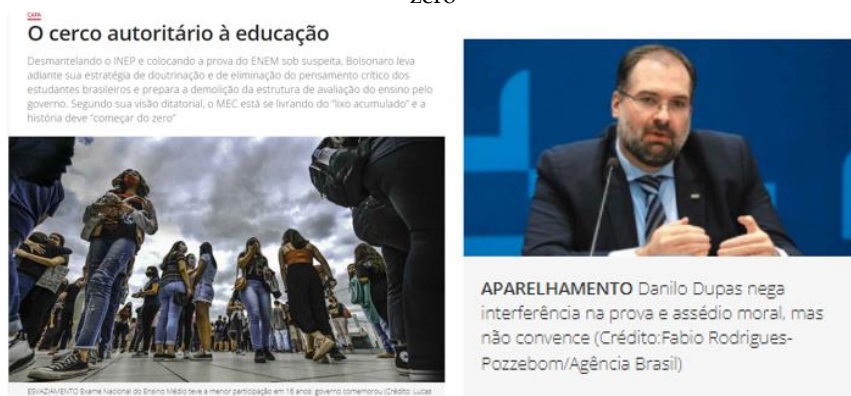 zero
CAPA
O cerco autoritário à educação
Desmantelando o INEP e colocando a prova do ENEM sob suspeita, Bolsonaro leva
adiante sua estratégia de doutrinação e de eliminação do pensamento crítico dos
estudantes brasileiros e prepara a demolição da estrutura de avaliação do ensino pelo
governo. Segundo sua visão ditatorial, o MEC está se livrando do “lixo acumulado” e a
história deve “começar do zero”
ESVAZIAMENTO Exame Nacional do Ensino Médio teve a menor participação em 16 anos: governo comemorou (Crédito: Lucas
APARELHAMENTO Danilo Dupas nega
interferência na prova e assédio moral, mas
não convence (Crédito:Fabio Rodrigues-
Pozzebom/Agência Brasil)